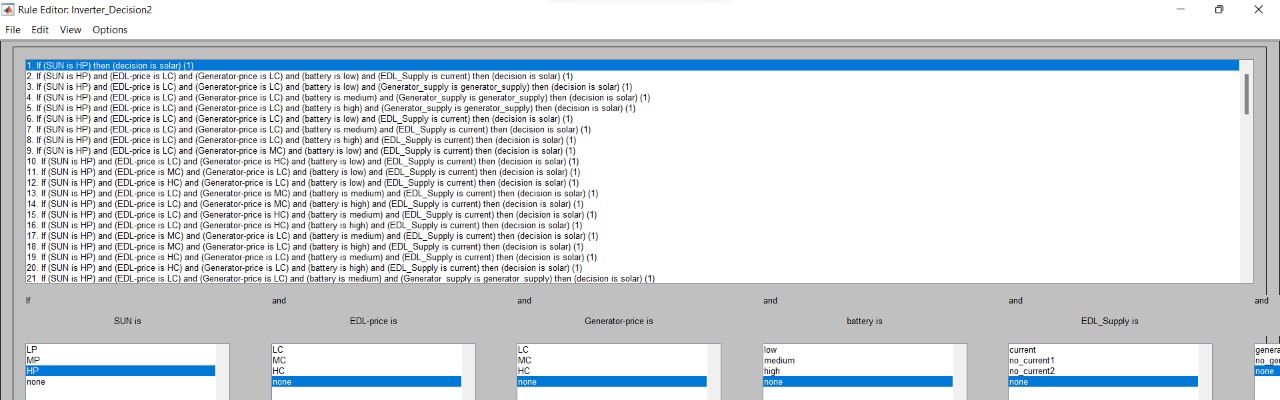 Rule Editor: Inverter_Decision2
File Edit View Options
1. If (SUN is HP) then (decision is solar) (1)
2. If (SUN is HP) and (EDL-price is LC) and (Generator-price is LC) and (battery is low) and (EDL_Supply is current) then (decision is solar) (1)
3. If (SUN is HP) and (EDL-price is LC) and (Generator-price is LC) and (battery is low) and (Generator_supply is generator_supply) then (decision is solar) (1)
4. If (SUN is HP) and (EDL-price is LC) and (Generator-price is LC) and (battery is medium) and (Generator_supply is generator_supply) then (decision is solar) (1)
5. If (SUN is HP) and (EDL-price is LC) and (Generator-price is LC) and (battery is high) and (Generator_supply is generator_supply) then (decision is solar) (1)
6. If (SUN is HP) and (EDL-price is LC) and (Generator-price is LC) and (battery is low) and (EDL_Supply is current) then (decision is solar) (1)
7. If (SUN is HP) and (EDL-price is LC) and (Generator-price is LC) and (battery is medium) and (EDL_Supply is current) then (decision is solar) (1)
8. If (SUN is HP) and (EDL-price is LC) and (Generator-price is LC) and (battery is high) and (EDL_Supply is current) then (decision is solar) (1)
9. If (SUN is HP) and (EDL-price is LC) and (Generator-price is MC) and (battery is low) and (EDL_Supply is current) then (decision is solar) (1)
10. If (SUN is HP) and (EDL-price is LC) and (Generator-price is HC) and (battery is low) and (EDL_Supply is current) then (decision is solar) (1)
11. If (SUN is HP) and (EDL-price is MC) and (Generator-price is LC) and (battery is low) and (EDL_Supply is current) then (decision is solar) (1)
12. If (SUN is HP) and (EDL-price is HC) and (Generator-price is LC) and (battery is low) and (EDL_Supply is current) then (decision is solar) (1)
13. If (SUN is HP) and (EDL-price is LC) and (Generator-price is MC) and (battery is medium) and (EDL_Supply is current) then (decision is solar) (1)
14. If (SUN is HP) and (EDL-price is LC) and (Generator-price is MC) and (battery is high) and (EDL_Supply is current) then (decision is solar) (1)
15. If (SUN is HP) and (EDL-price is LC) and (Generator-price is HC) and (battery is medium) and (EDL_Supply is current) then (decision is solar) (1)
16. If (SUN is HP) and (EDL-price is LC) and (Generator-price is HC) and (battery is high) and (EDL_Supply is current) then (decision is solar) (1)
17. If (SUN is HP) and (EDL-price is MC) and (Generator-price is LC) and (battery is medium) and (EDL_Supply is current) then (decision is solar) (1)
18. If (SUN is HP) and (EDL-price is MC) and (Generator-price is LC) and (battery is high) and (EDL_Supply is current) then (decision is solar) (1)
19. If (SUN is HP) and (EDL-price is HC) and (Generator-price is LC) and (battery is medium) and (EDL_Supply is current) then (decision is solar) (1)
20. If (SUN is HP) and (EDL-price is HC) and (Generator-price is LC) and (battery is high) and (EDL_Supply is current) then (decision is solar) (1)
21. If (SUN is HP) and (EDL-price is LC) and (Generator-price is LC) and (battery is medium) and (Generator_supply is generator_supply) then (decision is solar) (1)
If and and and and and
SUN is EDL-price is Generator-price is battery is EDL_Supply is
LP LC LC low current genera
MP MC MC medium no_current1 no_ge
HP HC HC high no_current2 none
none none none none none